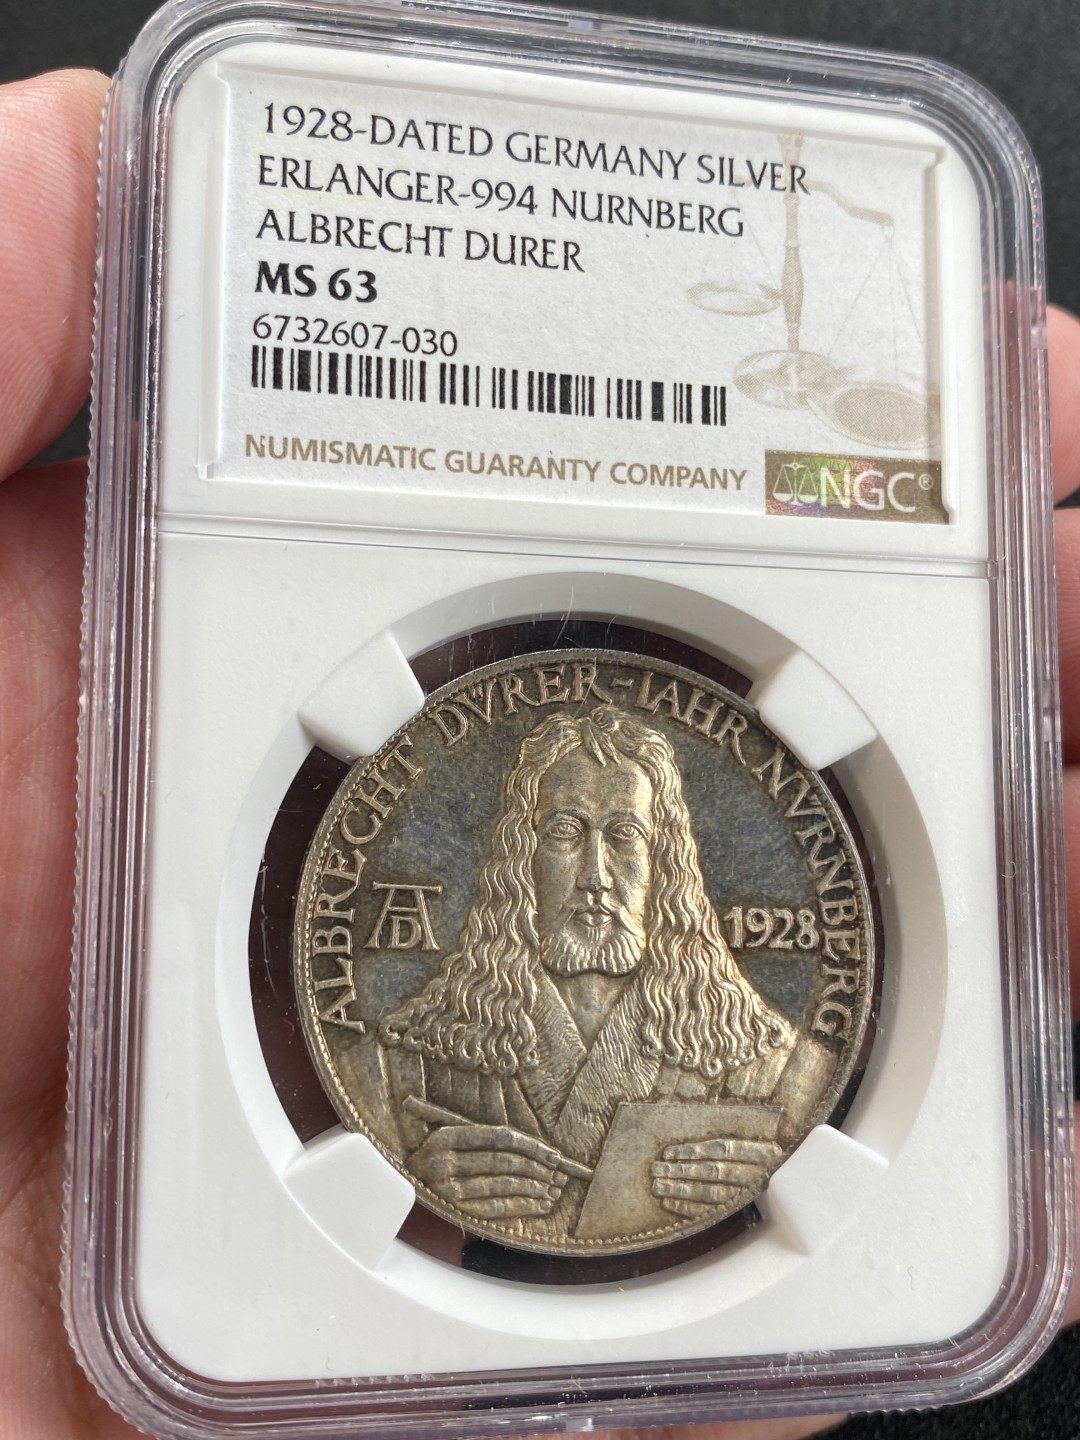 1928-DATED GERMANY SILVER
ERLANGER-994 NURNBERG
ALBRECHT DURER
MS 63
6732607-030
NUMISMATIC GUARANTY COMPANY
NGC®
ALBRECHT DVRER-IAHR NVRNBERG
AD
1928